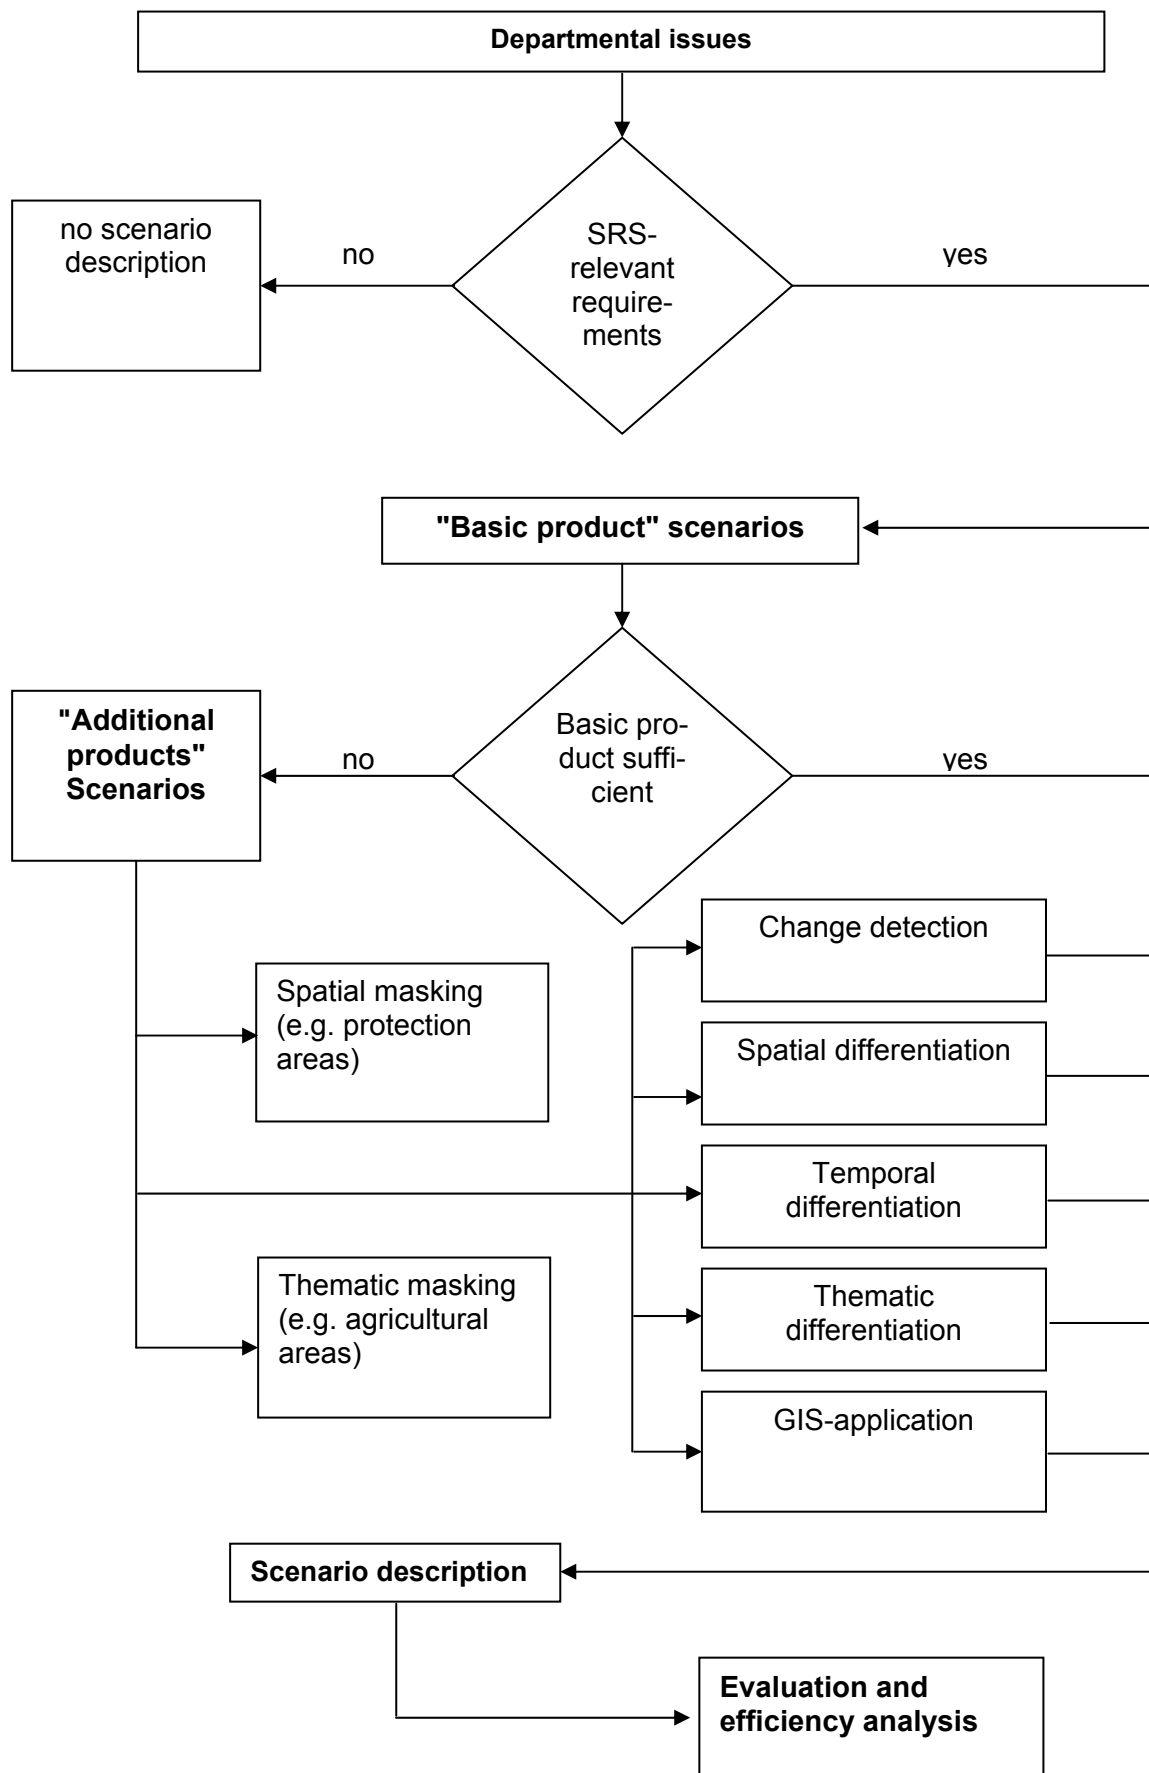 Departmental issues
no scenario
description
no
SRS-
relevant
require-
ments
yes
"Basic product" scenarios
"Additional
products"
Scenarios
no
Basic pro-
duct suffi-
cient
yes
Change detection
Spatial masking
(e.g. protection
areas)
Spatial differentiation
Temporal
differentiation
Thematic masking
(e.g. agricultural
areas)
Thematic
differentiation
GIS-application
Scenario description
Evaluation and
efficiency analysis